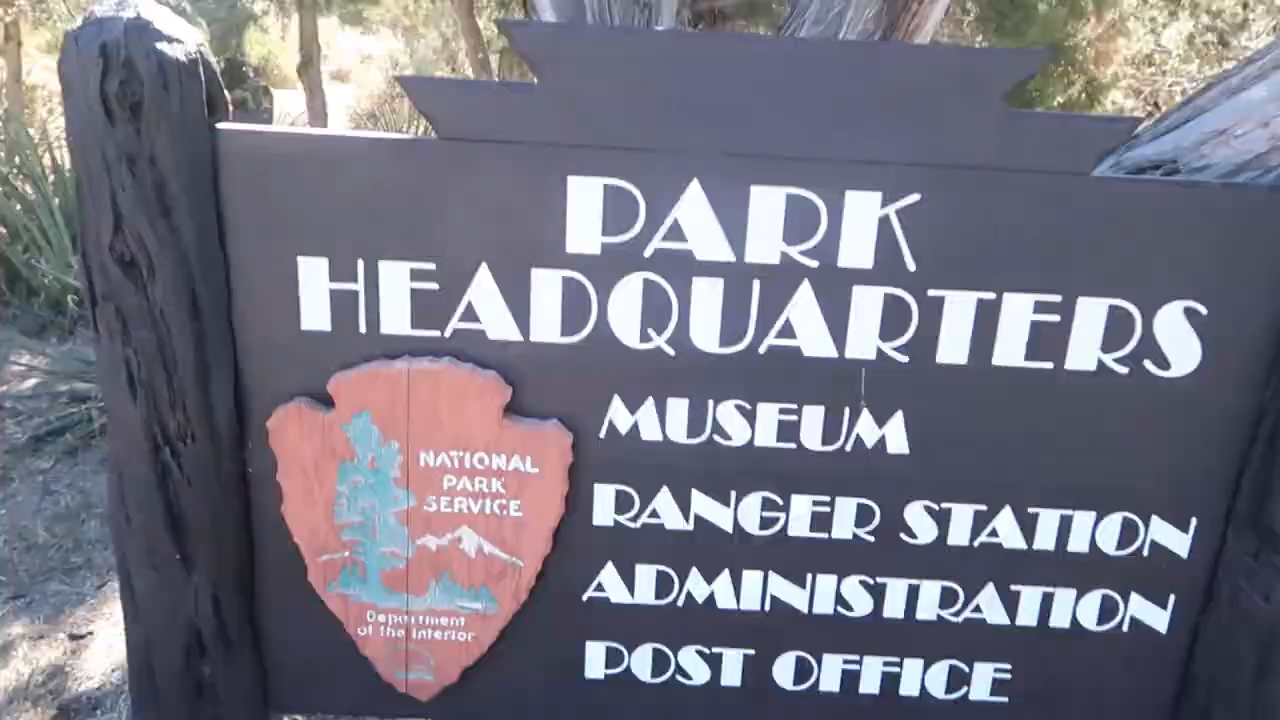 PARK
HEADQUARTERS
MUSEUM
RANGER STATION
ADMINISTRATION
POST OFFICE
NATIONAL
PARK
SERVICE
Department
of the Interior